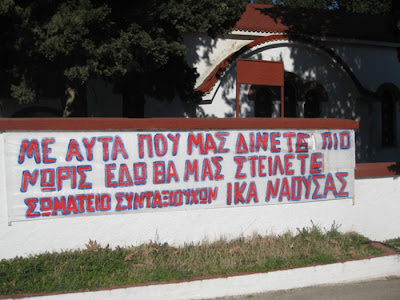 ΜΕ ΑΥΤΑ ΠΟΥ ΜΑΣ ΔΙΝΕΤΕ ΠΙΟ
ΝΩΡΙΣ ΕΔΩ ΘΑ ΜΑΣ ΣΤΕΙΛΕΤΕ
ΣΩΜΑΤΕΙΟ ΣΥΝΤΑΞΙΟΥΧΩΝ ΙΚΑ ΝΑΟΥΣΑΣ